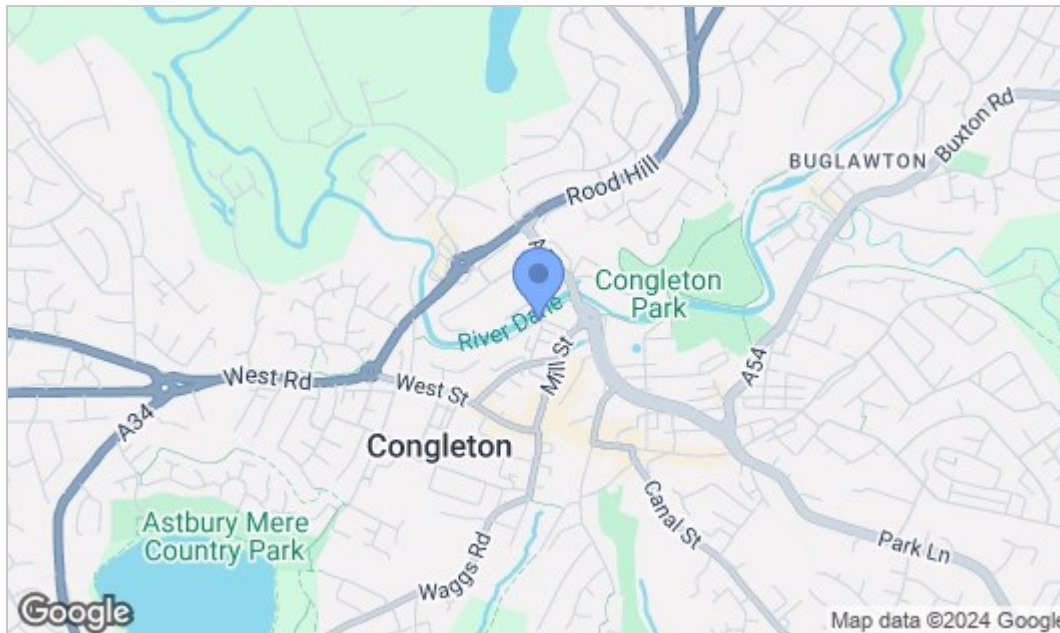 Buxton Rd
BUGLAWTON
Rood Hill
Congleton
Park
River Dane
A54
Mill St
West Rd
West St
A34
Congleton
Canal St
Astbury Mere
Country Park
Waggs Rd
Park Ln
Google
Map data ©2024 Google